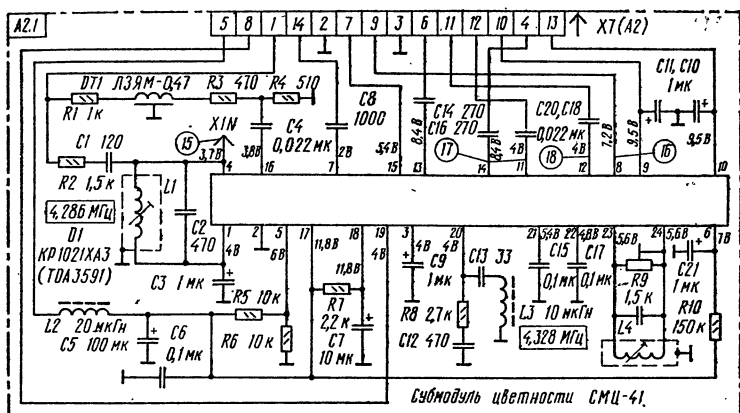 A2.1
5 8 1 14 2 7 9 3 6 11 12 10 4 13 X7(A2)
DT1 ЛЗЯМ-0,47 R3 470 R4 510
C11, C10
1мк
R1 1к
C8
1000
C14 270
C16 270
C20, C18
0,022 мк
C1 120
X1N
C4
0,022мк
8,4В
7,2В
9,5В
9,5В
15
3,7В
3,8В
2В
5,4В
17
8,4В
4В
18
4В
16
R2 1,5к
4 16 7 15 13 14 11 12 8 9 10
L1
4,286 МГц
D1
КР1021ХА3
(TDA3591)
C2
470
1 2 5 17 18 19 3 20 21 22 23 24 6
4В 6В 11,8В 4В 4В 4В 5,4В 4,8В 5,6В 5,6В 7В
11,8В
C3 1мк
C9
1мк
C13 33
C15
0,1мк
C17
0,1мк
R9
1,5к
C21
1мк
R10
150к
L2 20мкГн
C5 100мк
C6
0,1мк
R5 10к
R6 10к
R7
2,2к
C7
10мк
R8 2,7к
C12 470
L3 10мкГн
4,328 МГц
L4
Субмодуль цветности СМЦ-41.